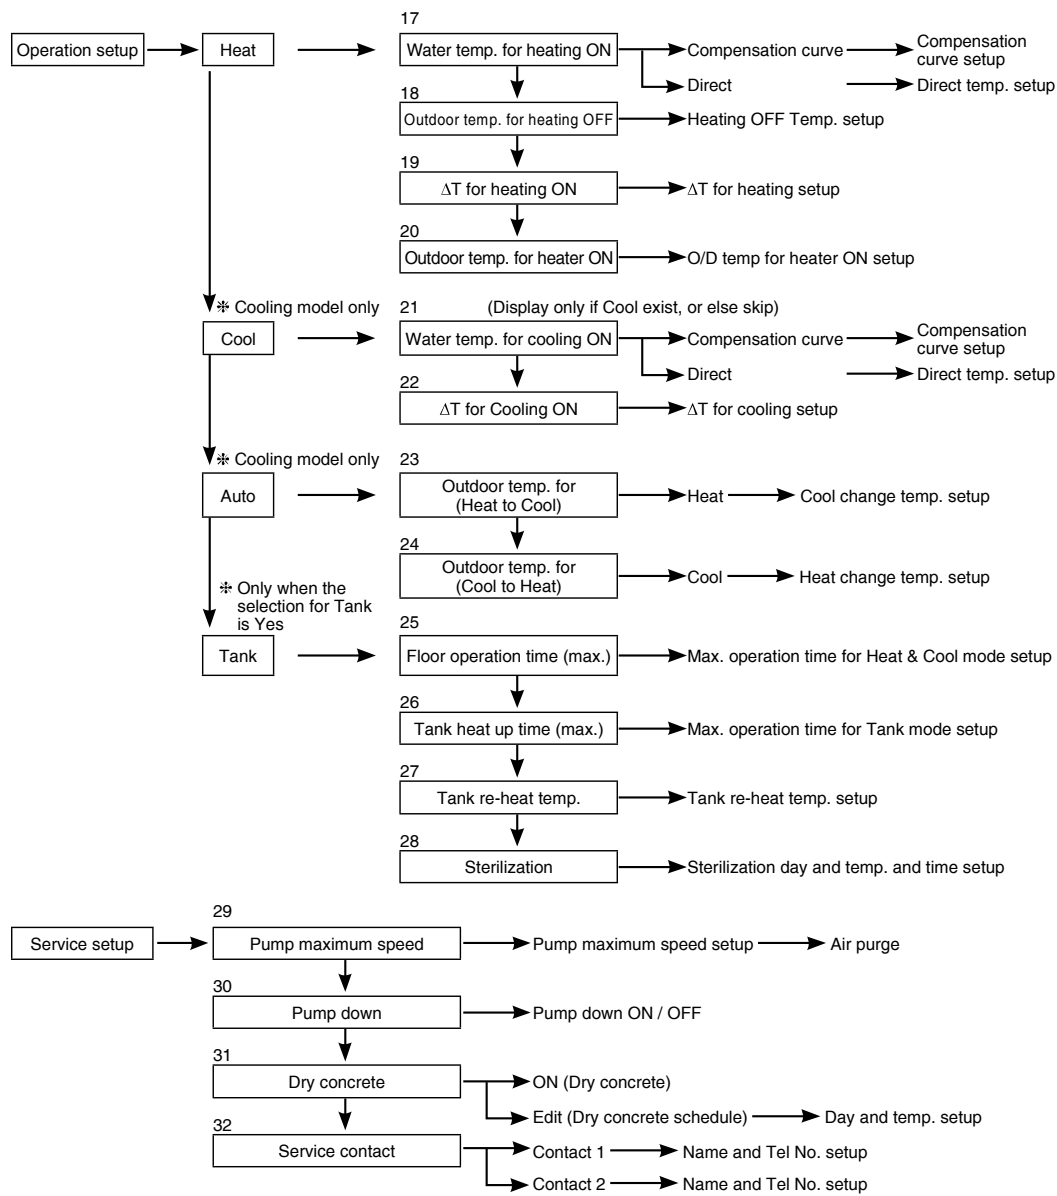 17
Operation setup
Heat
Water temp. for heating ON
Compensation curve
Compensation
curve setup
Direct
Direct temp. setup
18
Outdoor temp. for heating OFF
Heating OFF Temp. setup
19
ΔT for heating ON
ΔT for heating setup
20
Outdoor temp. for heater ON
O/D temp for heater ON setup
❉ Cooling model only
21
(Display only if Cool exist, or else skip)
Cool
Water temp. for cooling ON
Compensation curve
Compensation
curve setup
Direct
Direct temp. setup
22
ΔT for Cooling ON
ΔT for cooling setup
❉ Cooling model only
23
Auto
Outdoor temp. for
(Heat to Cool)
Heat
Cool change temp. setup
24
Outdoor temp. for
(Cool to Heat)
Cool
Heat change temp. setup
❉ Only when the
selection for Tank
is Yes
25
Tank
Floor operation time (max.)
Max. operation time for Heat & Cool mode setup
26
Tank heat up time (max.)
Max. operation time for Tank mode setup
27
Tank re-heat temp.
Tank re-heat temp. setup
28
Sterilization
Sterilization day and temp. and time setup
29
Service setup
Pump maximum speed
Pump maximum speed setup
Air purge
30
Pump down
Pump down ON / OFF
31
Dry concrete
ON (Dry concrete)
Edit (Dry concrete schedule)
Day and temp. setup
32
Service contact
Contact 1
Name and Tel No. setup
Contact 2
Name and Tel No. setup